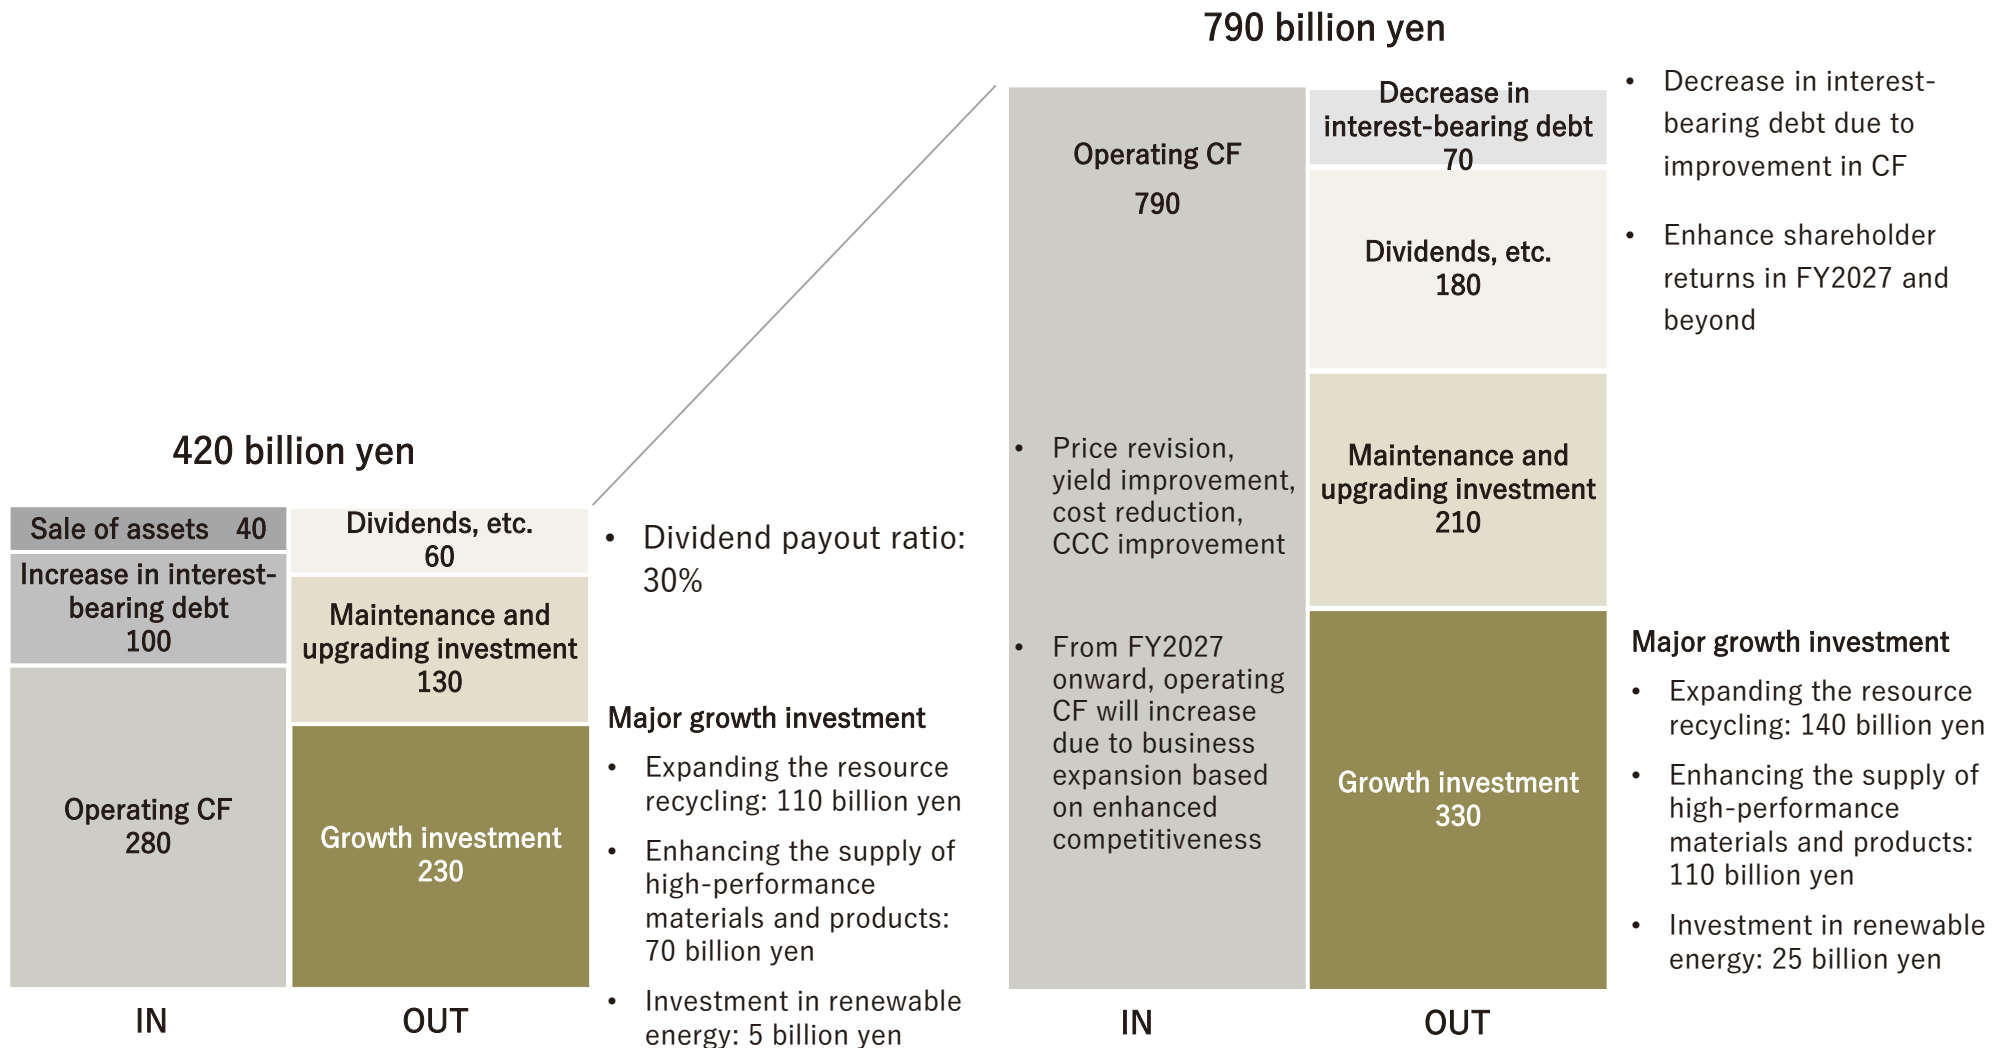 420 billion yen
Sale of assets 40
Increase in interest-
bearing debt
100
Operating CF
280
IN
Dividends, etc.
60
Maintenance and
upgrading investment
130
Growth investment
230
OUT
• Dividend payout ratio:
30%
Major growth investment
• Expanding the resource
recycling: 110 billion yen
• Enhancing the supply of
high-performance
materials and products:
70 billion yen
• Investment in renewable
energy: 5 billion yen
790 billion yen
Operating CF
790
• Price revision,
yield improvement,
cost reduction,
CCC improvement
• From FY2027
onward, operating
CF will increase
due to business
expansion based
on enhanced
competitiveness
IN
Decrease in
interest-bearing debt
70
Dividends, etc.
180
Maintenance and
upgrading investment
210
Growth investment
330
OUT
• Decrease in interest-
bearing debt due to
improvement in CF
• Enhance shareholder
returns in FY2027 and
beyond
Major growth investment
• Expanding the resource
recycling: 140 billion yen
• Enhancing the supply of
high-performance
materials and products:
110 billion yen
• Investment in renewable
energy: 25 billion yen